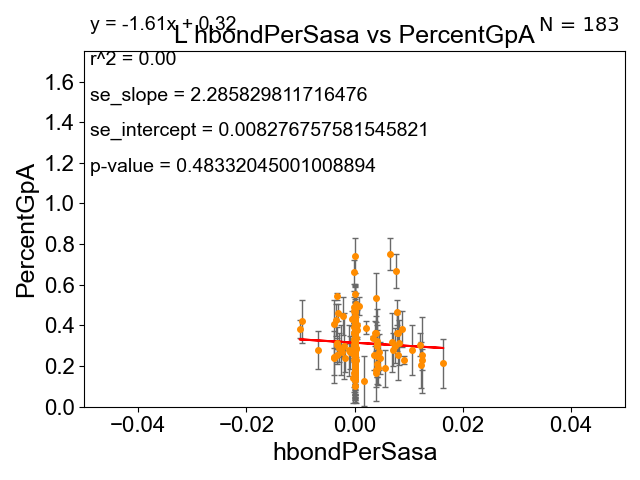 y = -1.61x + 0.32
N = 183
L hbondPerSasa vs PercentGpA
r^2 = 0.00
se_slope = 2.285829811716476
se_intercept = 0.008276757581545821
p-value = 0.48332045001008894
1.6
1.4
1.2
1.0
0.8
0.6
0.4
0.2
0.0
PercentGpA
−0.04
−0.02
0.00
0.02
0.04
hbondPerSasa